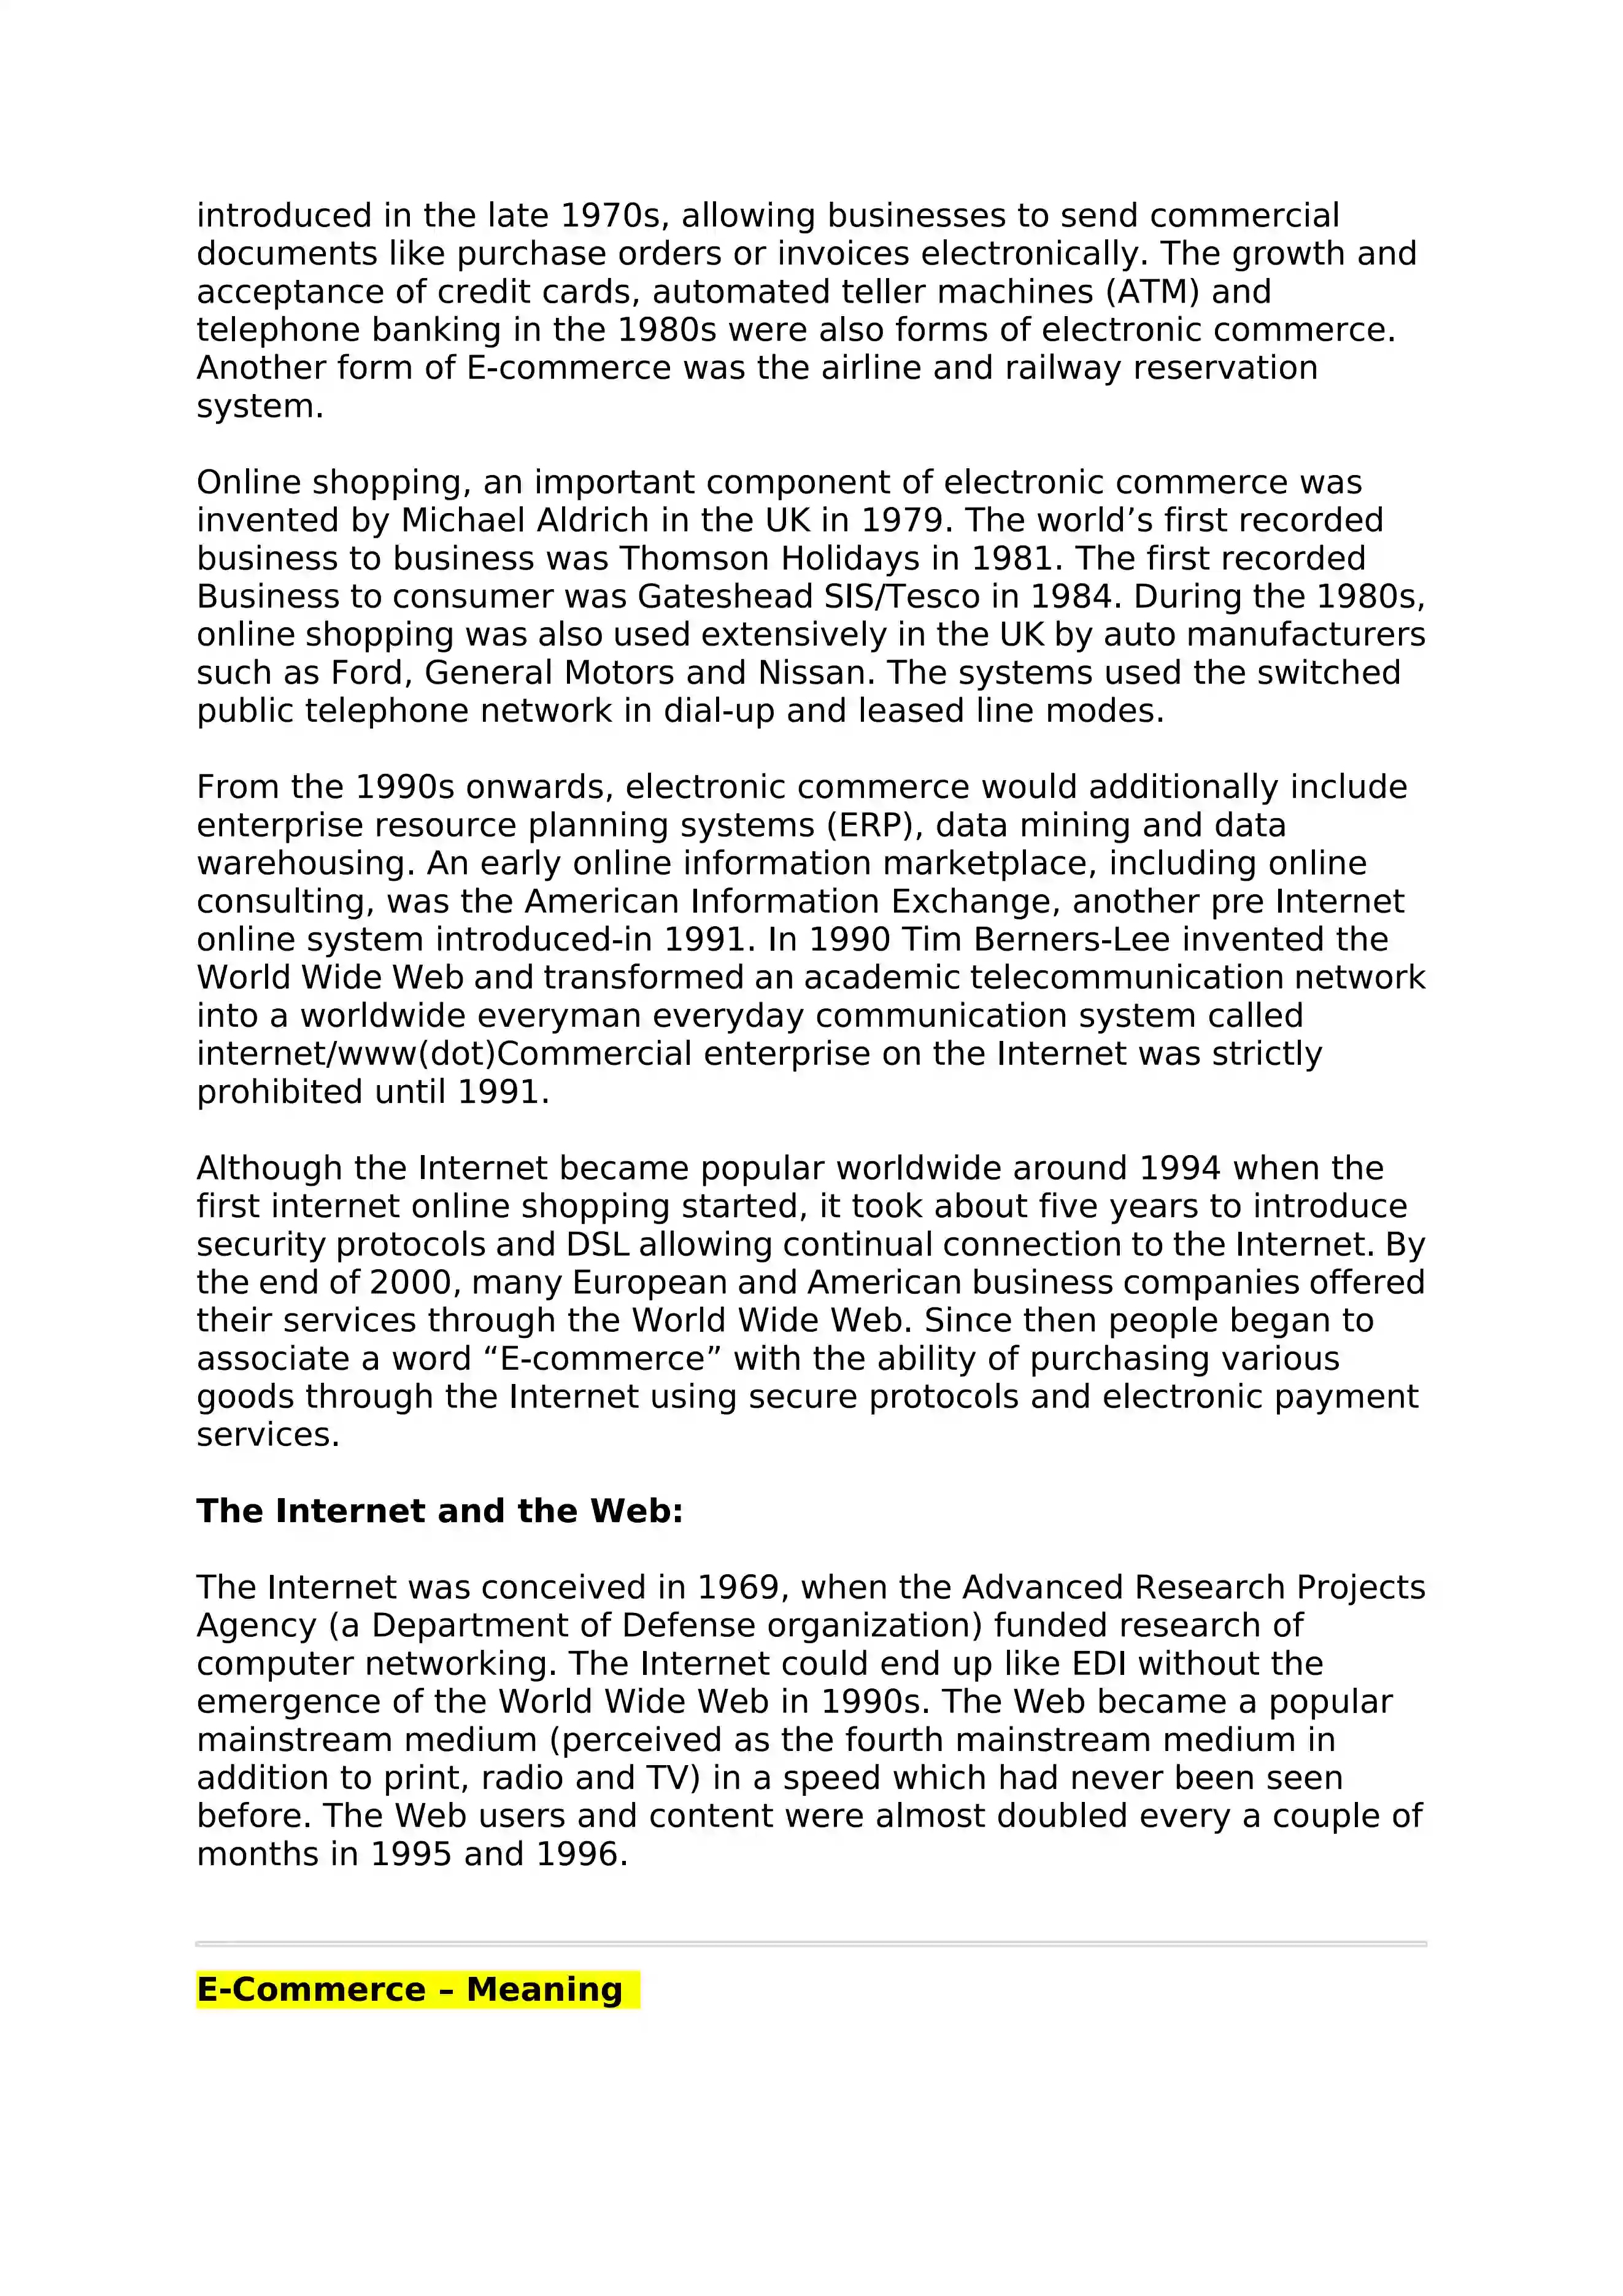 introduced in the late 1970s, allowing businesses to send commercial
documents like purchase orders or invoices electronically. The growth and
acceptance of credit cards, automated teller machines (ATM) and
telephone banking in the 1980s were also forms of electronic commerce.
Another form of E-commerce was the airline and railway reservation
system.
Online shopping, an important component of electronic commerce was
invented by Michael Aldrich in the UK in 1979. The world’s first recorded
business to business was Thomson Holidays in 1981. The first recorded
Business to consumer was Gateshead SIS/Tesco in 1984. During the 1980s,
online shopping was also used extensively in the UK by auto manufacturers
such as Ford, General Motors and Nissan. The systems used the switched
public telephone network in dial-up and leased line modes.
From the 1990s onwards, electronic commerce would additionally include
enterprise resource planning systems (ERP), data mining and data
warehousing. An early online information marketplace, including online
consulting, was the American Information Exchange, another pre Internet
online system introduced-in 1991. In 1990 Tim Berners-Lee invented the
World Wide Web and transformed an academic telecommunication network
into a worldwide everyman everyday communication system called
internet/www(dot)Commercial enterprise on the Internet was strictly
prohibited until 1991.
Although the Internet became popular worldwide around 1994 when the
first internet online shopping started, it took about five years to introduce
security protocols and DSL allowing continual connection to the Internet. By
the end of 2000, many European and American business companies offered
their services through the World Wide Web. Since then people began to
associate a word “E-commerce” with the ability of purchasing various
goods through the Internet using secure protocols and electronic payment
services.
The Internet and the Web:
The Internet was conceived in 1969, when the Advanced Research Projects
Agency (a Department of Defense organization) funded research of
computer networking. The Internet could end up like EDI without the
emergence of the World Wide Web in 1990s. The Web became a popular
mainstream medium (perceived as the fourth mainstream medium in
addition to print, radio and TV) in a speed which had never been seen
before. The Web users and content were almost doubled every a couple of
months in 1995 and 1996.
E-Commerce – Meaning